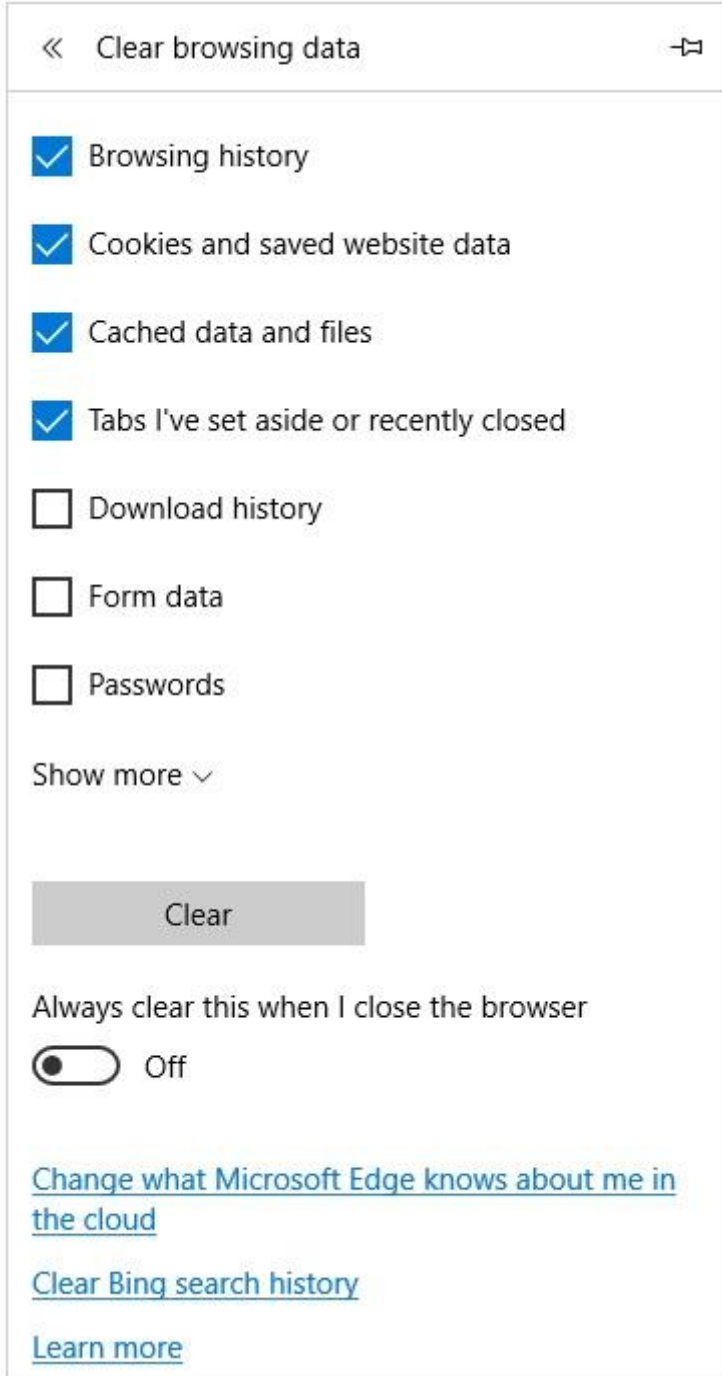 Clear browsing data
Browsing history
Cookies and saved website data
Cached data and files
Tabs I've set aside or recently closed
Download history
Form data
Passwords
Show more
Clear
Always clear this when I close the browser
Off
Change what Microsoft Edge knows about me in
the cloud
Clear Bing search history
Learn more